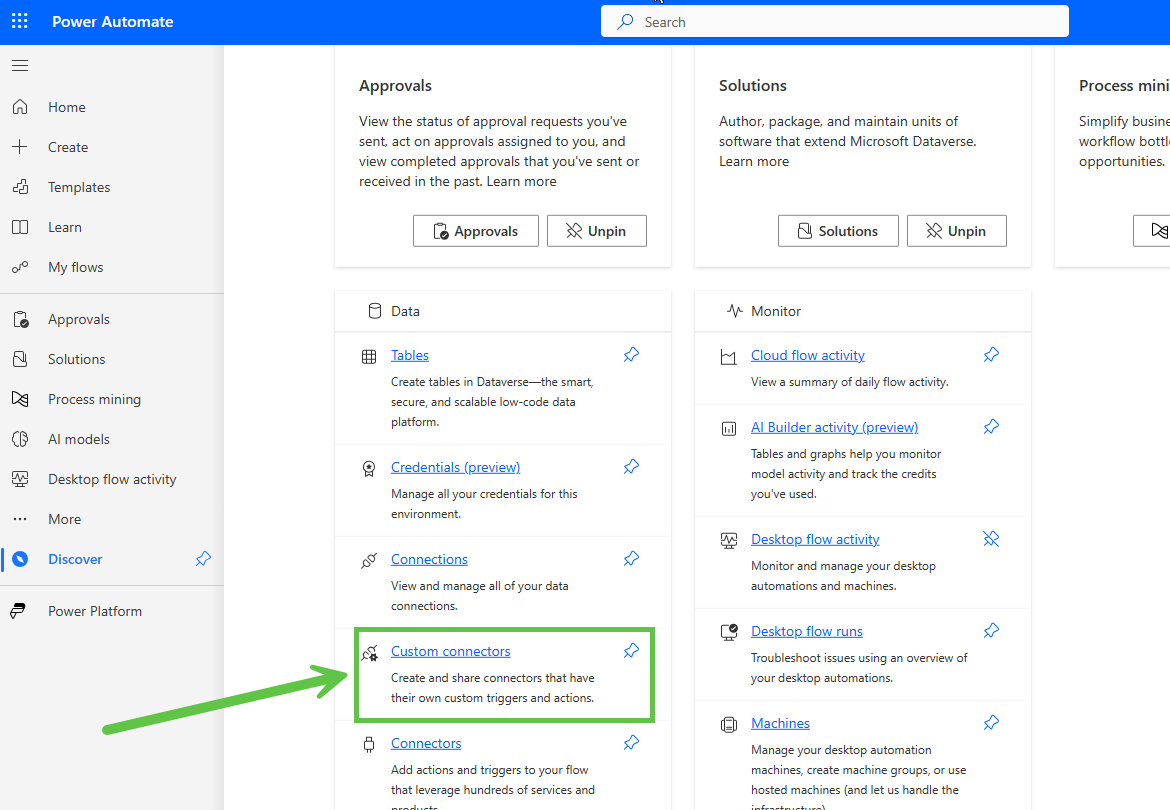 Power Automate
Search
Home
Create
Templates
Learn
My flows
Approvals
Solutions
Process mining
AI models
Desktop flow activity
More
Discover
Power Platform
Approvals
View the status of approval requests you've
sent, act on approvals assigned to you, and
view completed approvals that you've sent or
received in the past. Learn more
Approvals
Unpin
Solutions
Author, package, and maintain units of
software that extend Microsoft Dataverse.
Learn more
Solutions
Unpin
Process mini
Simplify busine
workflow bottl
opportunities.
Data
Tables
Create tables in Dataverse—the smart,
secure, and scalable low-code data
platform.
Credentials (preview)
Manage all your credentials for this
environment.
Connections
View and manage all of your data
connections.
Custom connectors
Create and share connectors that have
their own custom triggers and actions.
Connectors
Add actions and triggers to your flow
that leverage hundreds of services and
products.
Monitor
Cloud flow activity
View a summary of daily flow activity.
AI Builder activity (preview)
Tables and graphs help you monitor
model activity and track the credits
you've used.
Desktop flow activity
Monitor and manage your desktop
automations and machines.
Desktop flow runs
Troubleshoot issues using an overview of
your desktop automations.
Machines
Manage your desktop automation
machines, create machine groups, or use
hosted machines (and let us handle the
infrastructure)